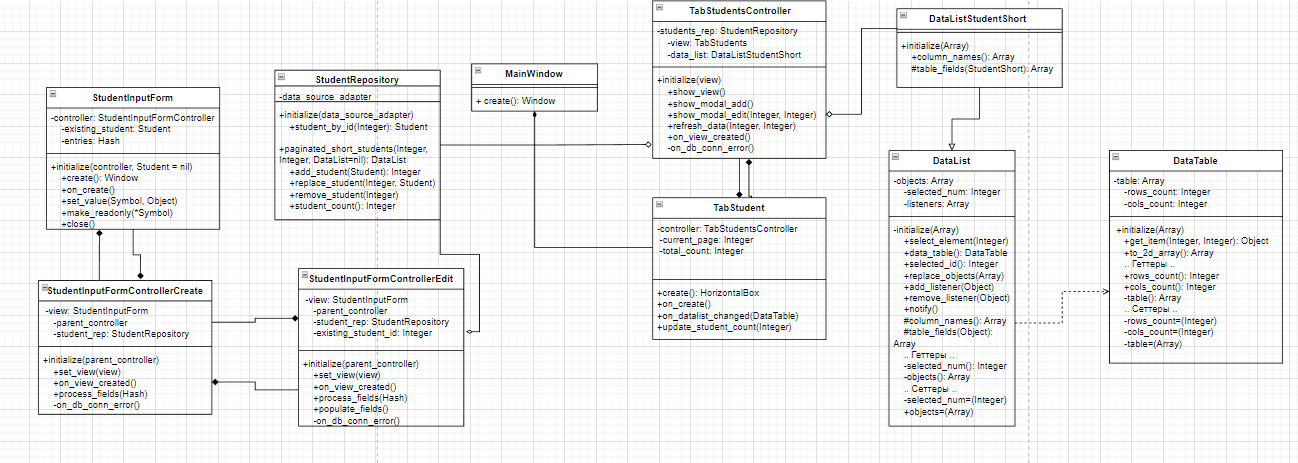 StudentInputForm
-controller: StudentInputFormController
-existing_student: Student
-entries: Hash
+initialize(controller, Student = nil)
+create(): Window
+on_create()
+set_value(Symbol, Object)
+make_readonly(*Symbol)
+close()
StudentInputFormControllerCreate
-view: StudentInputForm
-parent_controller
-student_rep: StudentRepository
+initialize(parent_controller)
+set_view(view)
+on_view_created()
+process_fields(Hash)
-on_db_conn_error()
StudentRepository
-data_source_adapter
+initialize(data_source_adapter)
+student_by_id(Integer): Student
+paginated_short_students(Integer,
Integer, DataList=nil): DataList
+add_student(Student): Integer
+replace_student(Integer, Student)
+remove_student(Integer)
+student_count(): Integer
StudentInputFormControllerEdit
-view: StudentInputForm
-parent_controller
-student_rep: StudentRepository
-existing_student_id: Integer
+initialize(parent_controller)
+set_view(view)
+on_view_created()
+process_fields(Hash)
+populate_fields()
-on_db_conn_error()
MainWindow
+ create(): Window
TabStudentsController
-students_rep: StudentRepository
-view: TabStudents
-data_list: DataListStudentShort
+initialize(view)
+show_view()
+show_modal_add()
+show_modal_edit(Integer, Integer)
+refresh_data(Integer, Integer)
+on_view_created()
-on_db_conn_error()
TabStudent
-controller: TabStudentsController
-current_page: Integer
-total_count: Integer
+create(): HorizontalBox
+on_create()
+on_datalist_changed(DataTable)
+update_student_count(Integer)
DataListStudentShort
+initialize(Array)
+column_names(): Array
#table_fields(StudentShort): Array
DataList
-objects: Array
-selected_num: Integer
-listeners: Array
-initialize(Array)
+select_element(Integer)
+data_table(): DataTable
+selected_id(): Integer
+replace_objects(Array)
+add_listener(Object)
+remove_listener(Object)
+notify()
#column_names(): Array
#table_fields(Object):
Array
.. Геттеры ..
-selected_num(): Integer
-objects(): Array
.. Сеттеры ..
-selected_num=(Integer)
+objects=(Array)
DataTable
-table: Array
-rows_count: Integer
-cols_count: Integer
+initialize(Array)
+get_item(Integer, Integer): Object
+to_2d_array(): Array
.. Геттеры ..
+rows_count(): Integer
+cols_count(): Integer
-table(): Array
.. Сеттеры ..
-rows_count=(Integer)
-cols_count=(Integer)
-table=(Array)